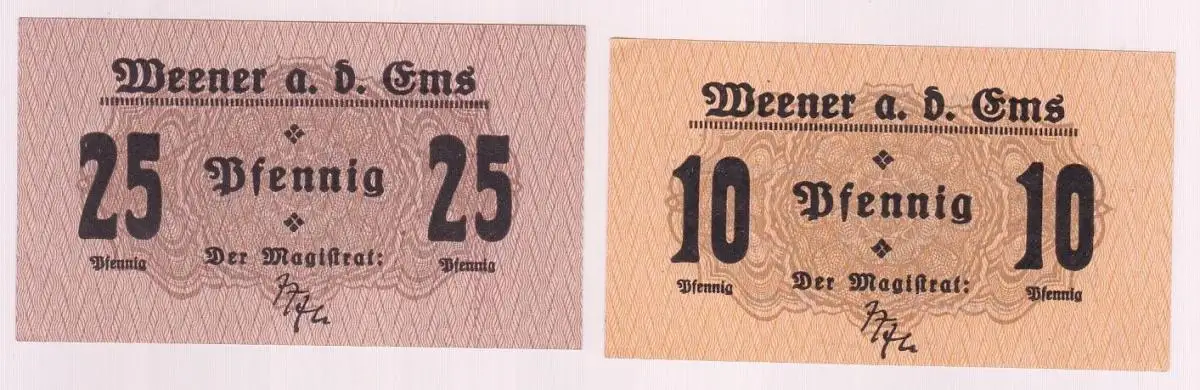 Weener a. d. Ems
25 Pfennig 25
Pfennig Der Magistrat: Pfennig
Weener a. d. Ems
10 Pfennig 10
Pfennig Der Magistrat: Pfennig